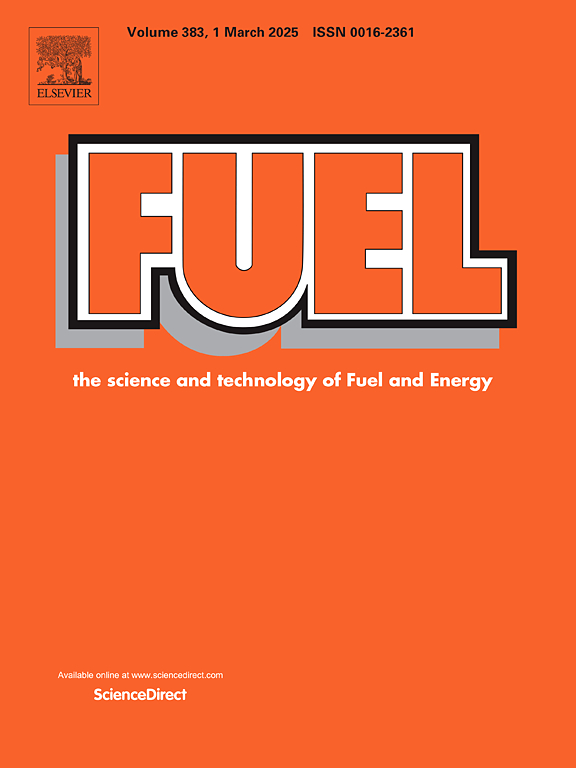 Volume 383, 1 March 2025 ISSN 0016-2361
ELSEVIER
FUEL
the science and technology of Fuel and Energy
Available online at www.sciencedirect.com
ScienceDirect